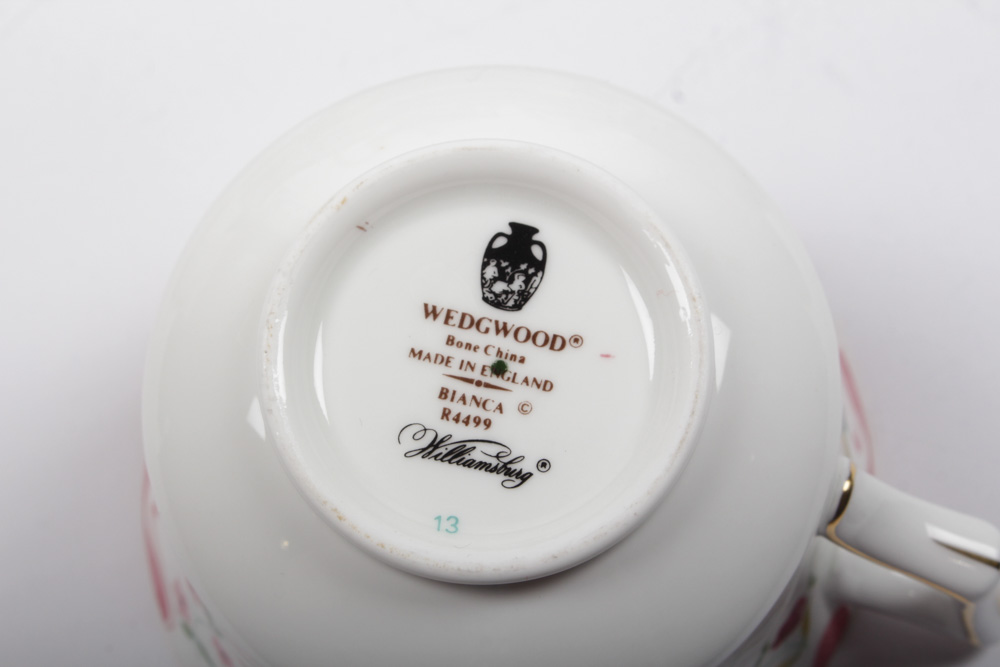 WEDGWOOD®
Bone China
MADE IN ENGLAND
BIANCA ©
R4499
Williamsburg®
13